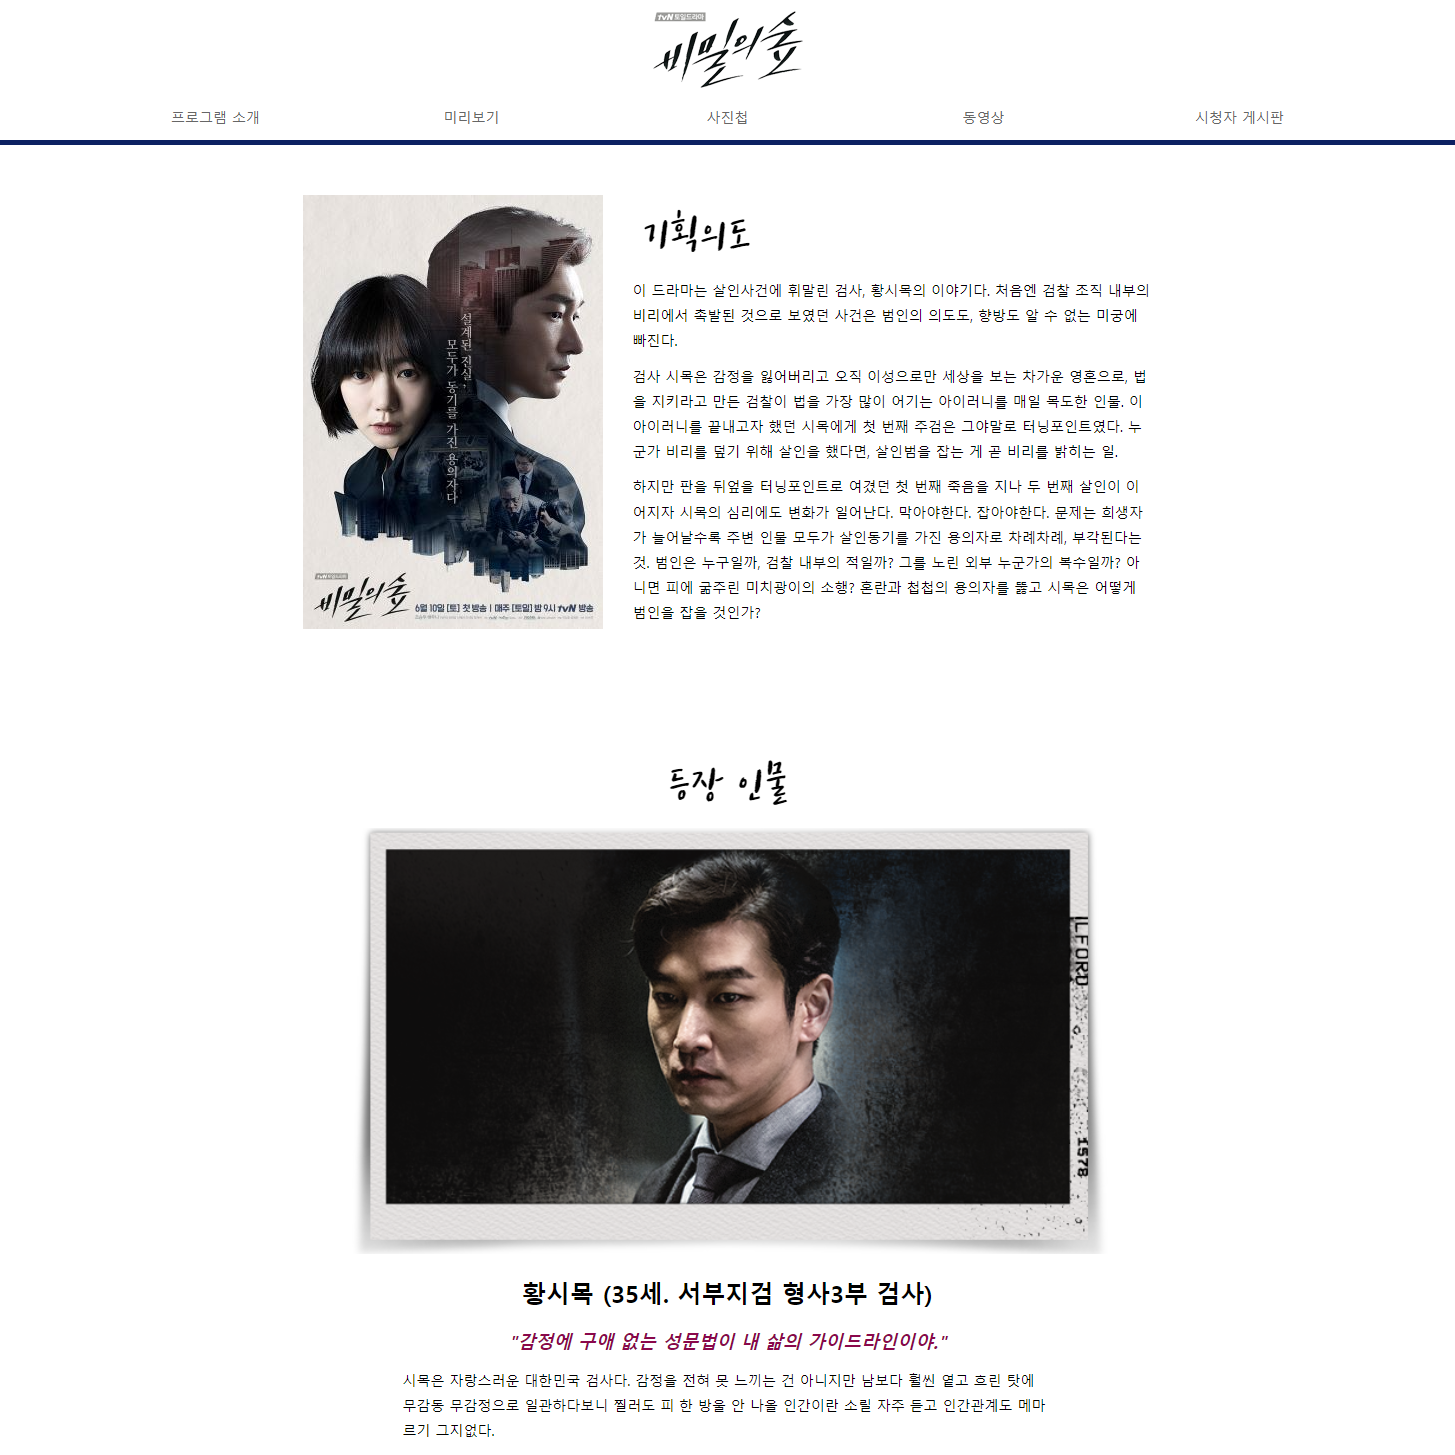 tvN 토일드라마
비밀의 숲
프로그램 소개
미리보기
사진첩
동영상
시청자 게시판
설계된 진실,
모두가 동기를 가진 용의자다
비밀의 숲
6월 10일 [토] 첫 방송 | 매주 [토일] 밤 9시 tvN 방송
기획의도
이 드라마는 살인사건에 휘말린 검사, 황시목의 이야기다. 처음엔 검찰 조직 내부의
비리에서 촉발된 것으로 보였던 사건은 범인의 의도도, 향방도 알 수 없는 미궁에
빠진다.
검사 시목은 감정을 잃어버리고 오직 이성으로만 세상을 보는 차가운 영혼으로, 법
을 지키라고 만든 검찰이 법을 가장 많이 어기는 아이러니를 매일 목도한 인물. 이
아이러니를 끝내고자 했던 시목에게 첫 번째 주검은 그야말로 터닝포인트였다. 누
군가 비리를 덮기 위해 살인을 했다면, 살인범을 잡는 게 곧 비리를 밝히는 일.
하지만 판을 뒤엎을 터닝포인트로 여겼던 첫 번째 죽음을 지나 두 번째 살인이 이
어지자 시목의 심리에도 변화가 일어난다. 막아야한다. 잡아야한다. 문제는 희생자
가 늘어날수록 주변 인물 모두가 살인동기를 가진 용의자로 차례차례, 부각된다는
것. 범인은 누구일까, 검찰 내부의 적일까? 그를 노린 외부 누군가의 복수일까? 아
니면 피에 굶주린 미치광이의 소행? 혼란과 첩첩의 용의자를 뚫고 시목은 어떻게
범인을 잡을 것인가?
등장 인물
ILFORD
1578
황시목 (35세. 서부지검 형사3부 검사)
"감정에 구애 없는 성문법이 내 삶의 가이드라인이야."
시목은 자랑스러운 대한민국 검사다. 감정을 전혀 못 느끼는 건 아니지만 남보다 훨씬 옅고 흐린 탓에
무감동 무감정으로 일관하다보니 찔러도 피 한 방울 안 나올 인간이란 소릴 자주 듣고 인간관계도 메마
르기 그지없다.